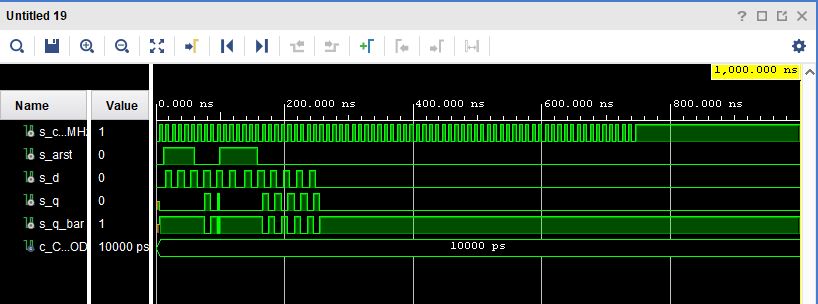 Untitled 19
1,000.000 ns
Name Value 0.000 ns 200.000 ns 400.000 ns 600.000 ns 800.000 ns
s_c...MHz 1
s_arst 0
s_d 0
s_q 0
s_q_bar 1
c_C...OD 10000 ps 10000 ps